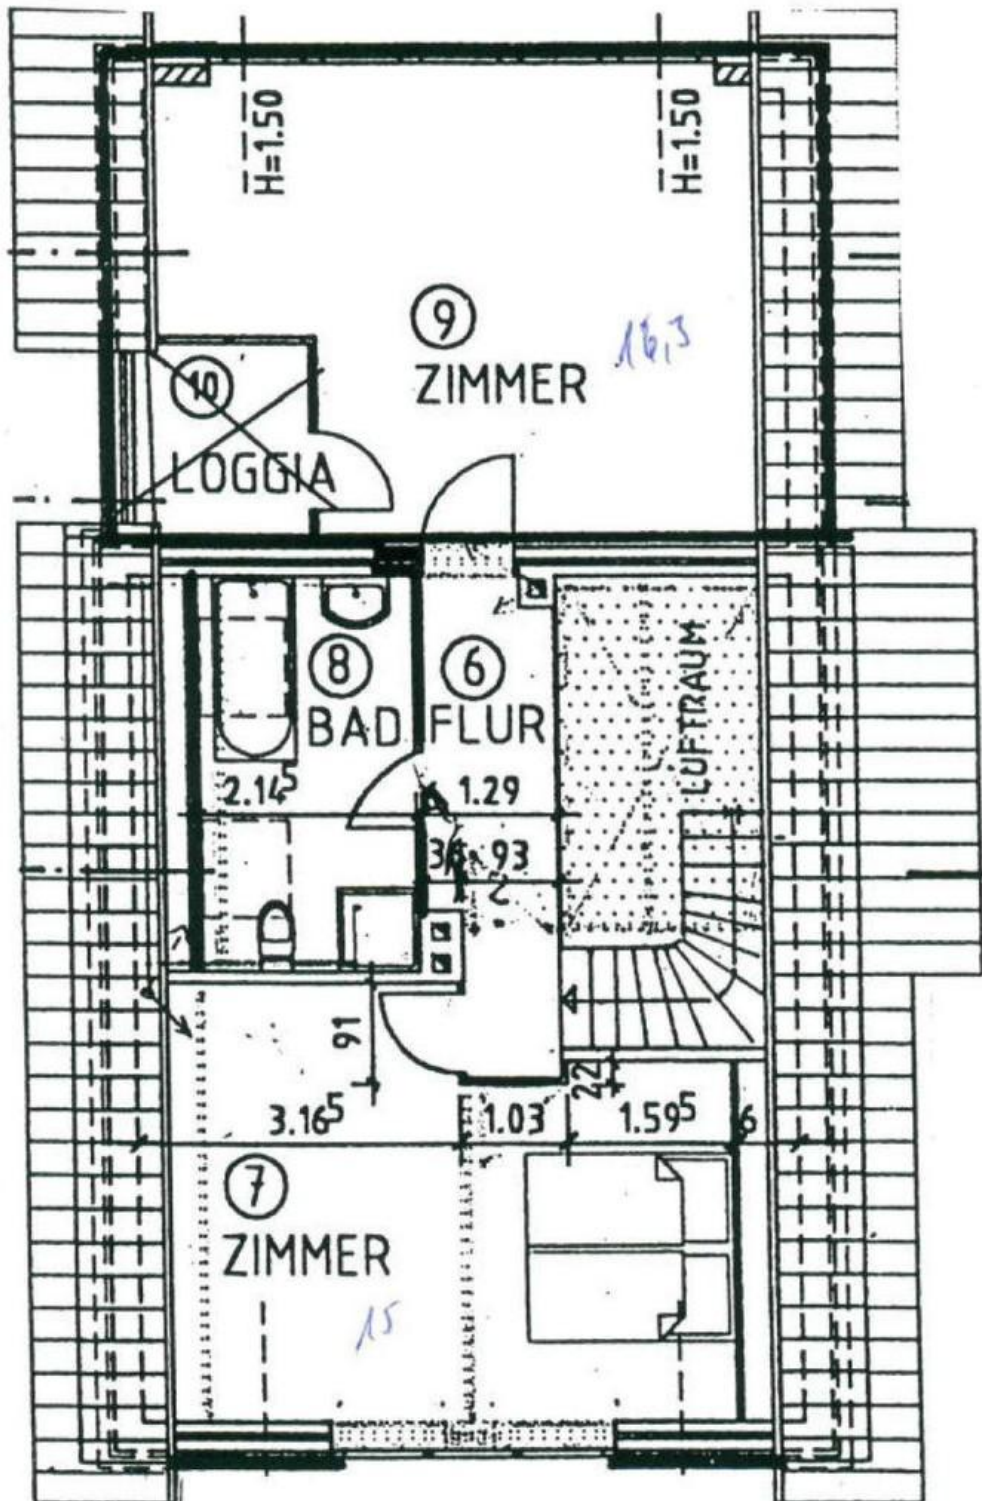 H=1.50
H=1.50
9
ZIMMER
16,3
10
LOGGIA
8
BAD
6
FLUR
LUFTRAUM
2.14⁵
1.29
93
91
22
3.16⁵
1.03
1.59⁵
6
7
ZIMMER
15